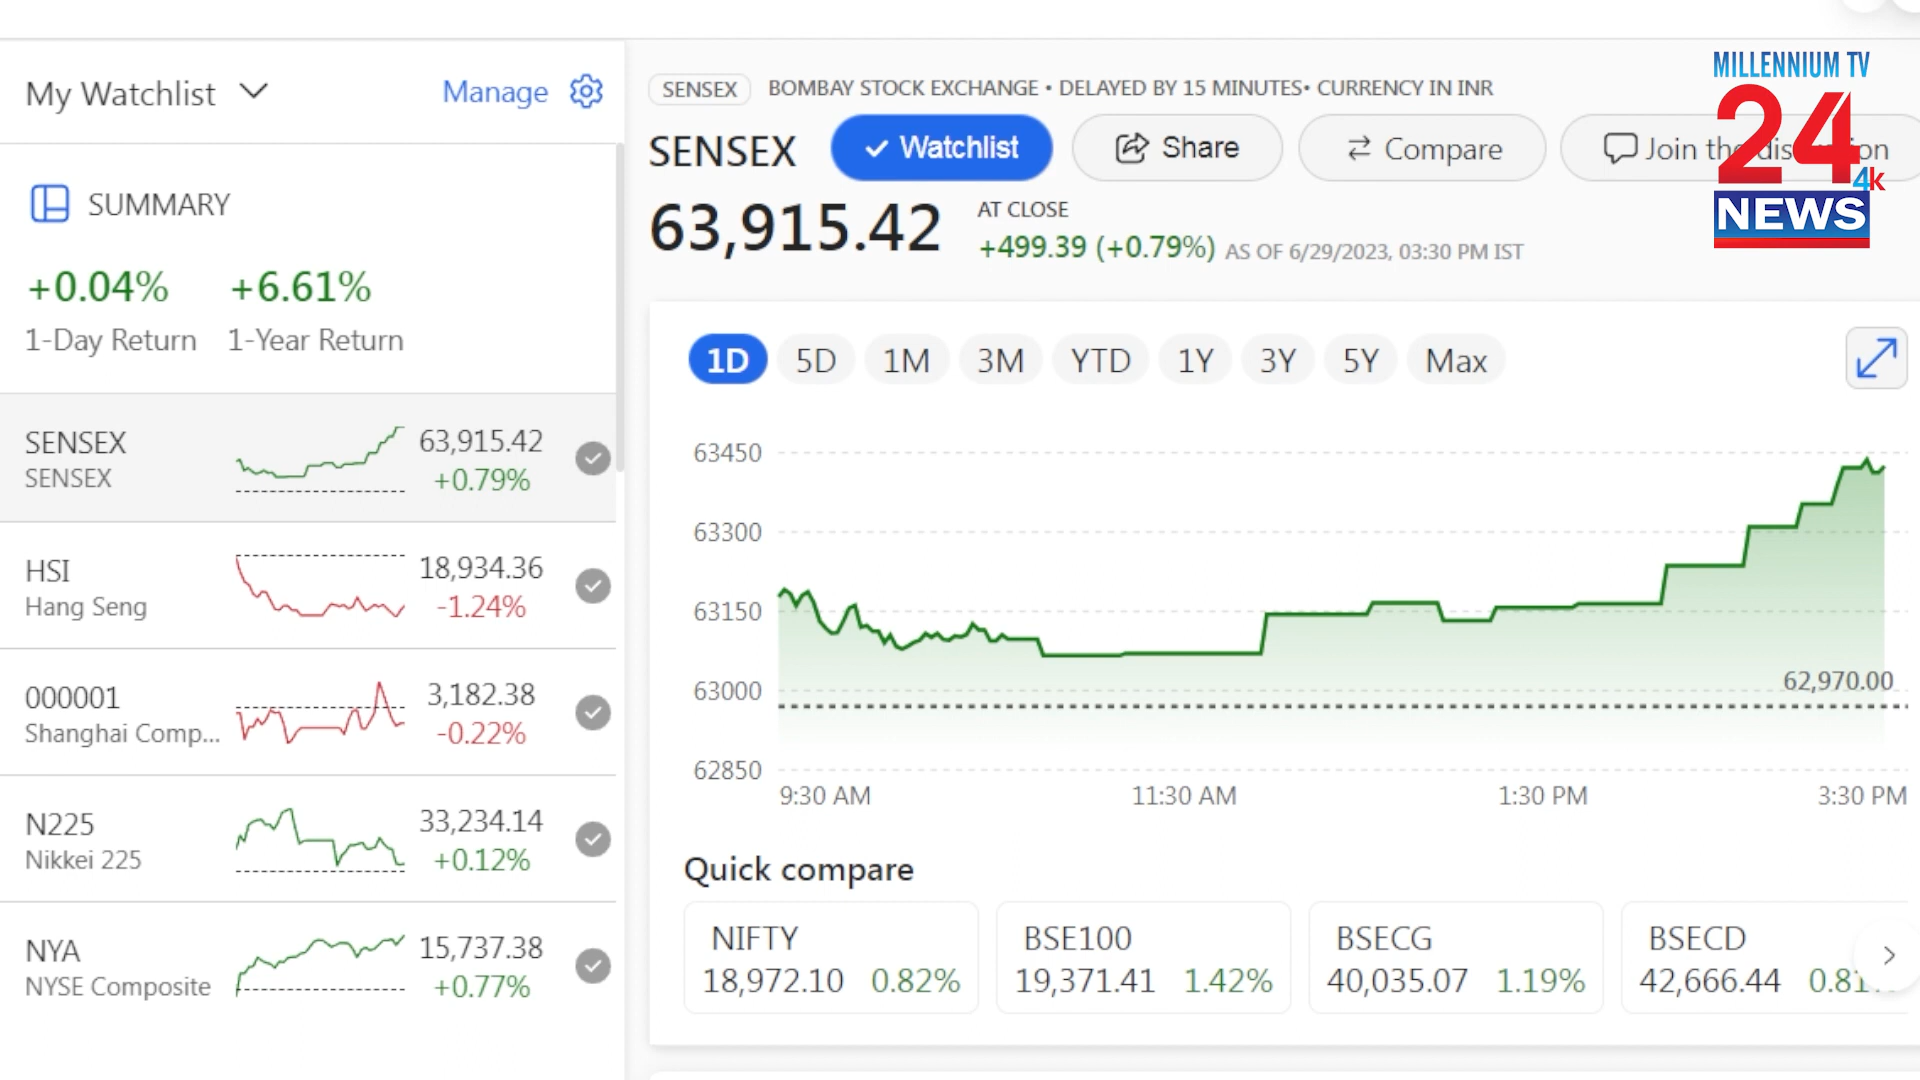 My Watchlist
Manage
SUMMARY
+0.04% +6.61%
1-Day Return 1-Year Return
SENSEX 63,915.42
SENSEX +0.79%
HSI 18,934.36
Hang Seng -1.24%
000001 3,182.38
Shanghai Comp... -0.22%
N225 33,234.14
Nikkei 225 +0.12%
NYA 15,737.38
NYSE Composite +0.77%
SENSEX BOMBAY STOCK EXCHANGE • DELAYED BY 15 MINUTES• CURRENCY IN INR
SENSEX Watchlist Share Compare Join
63,915.42
AT CLOSE
+499.39 (+0.79%) AS OF 6/29/2023, 03:30 PM IST
MILLENNIUM TV
24
4k
NEWS
1D 5D 1M 3M YTD 1Y 3Y 5Y Max
63450
63300
63150
63000
62,970.00
62850
9:30 AM 11:30 AM 1:30 PM 3:30 PM
Quick compare
NIFTY
18,972.10 0.82%
BSE100
19,371.41 1.42%
BSECG
40,035.07 1.19%
BSECD
42,666.44